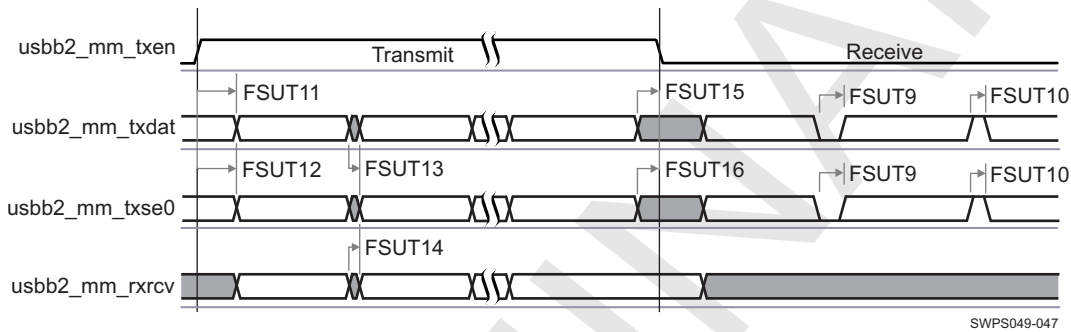 usbb2_mm_txen
Transmit
Receive
FSUT11
FSUT15
FSUT9
FSUT10
usbb2_mm_txdat
FSUT12
FSUT13
FSUT16
FSUT9
FSUT10
usbb2_mm_txse0
FSUT14
usbb2_mm_rxrcv
SWPS049-047